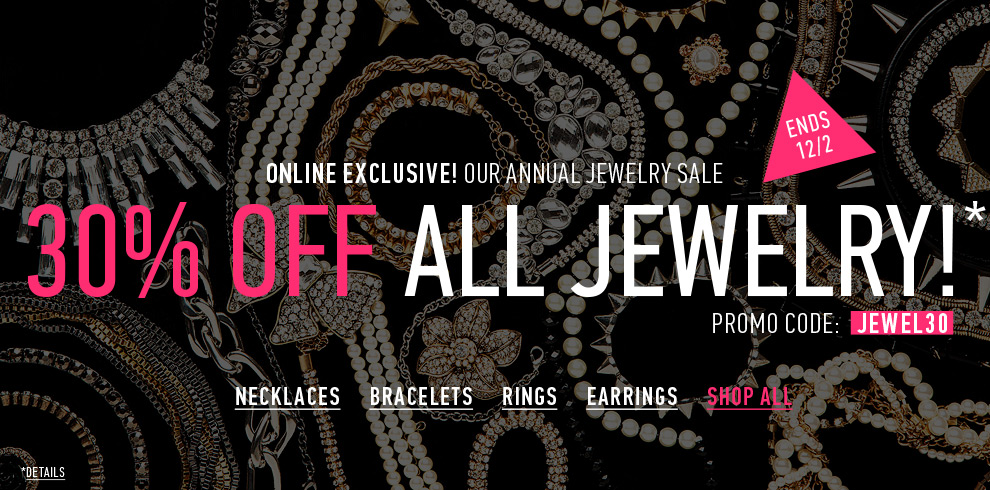 ENDS
12/2
ONLINE EXCLUSIVE! OUR ANNUAL JEWELRY SALE
30% OFF ALL JEWELRY!*
PROMO CODE: JEWEL30
NECKLACES BRACELETS RINGS EARRINGS SHOP ALL
*DETAILS